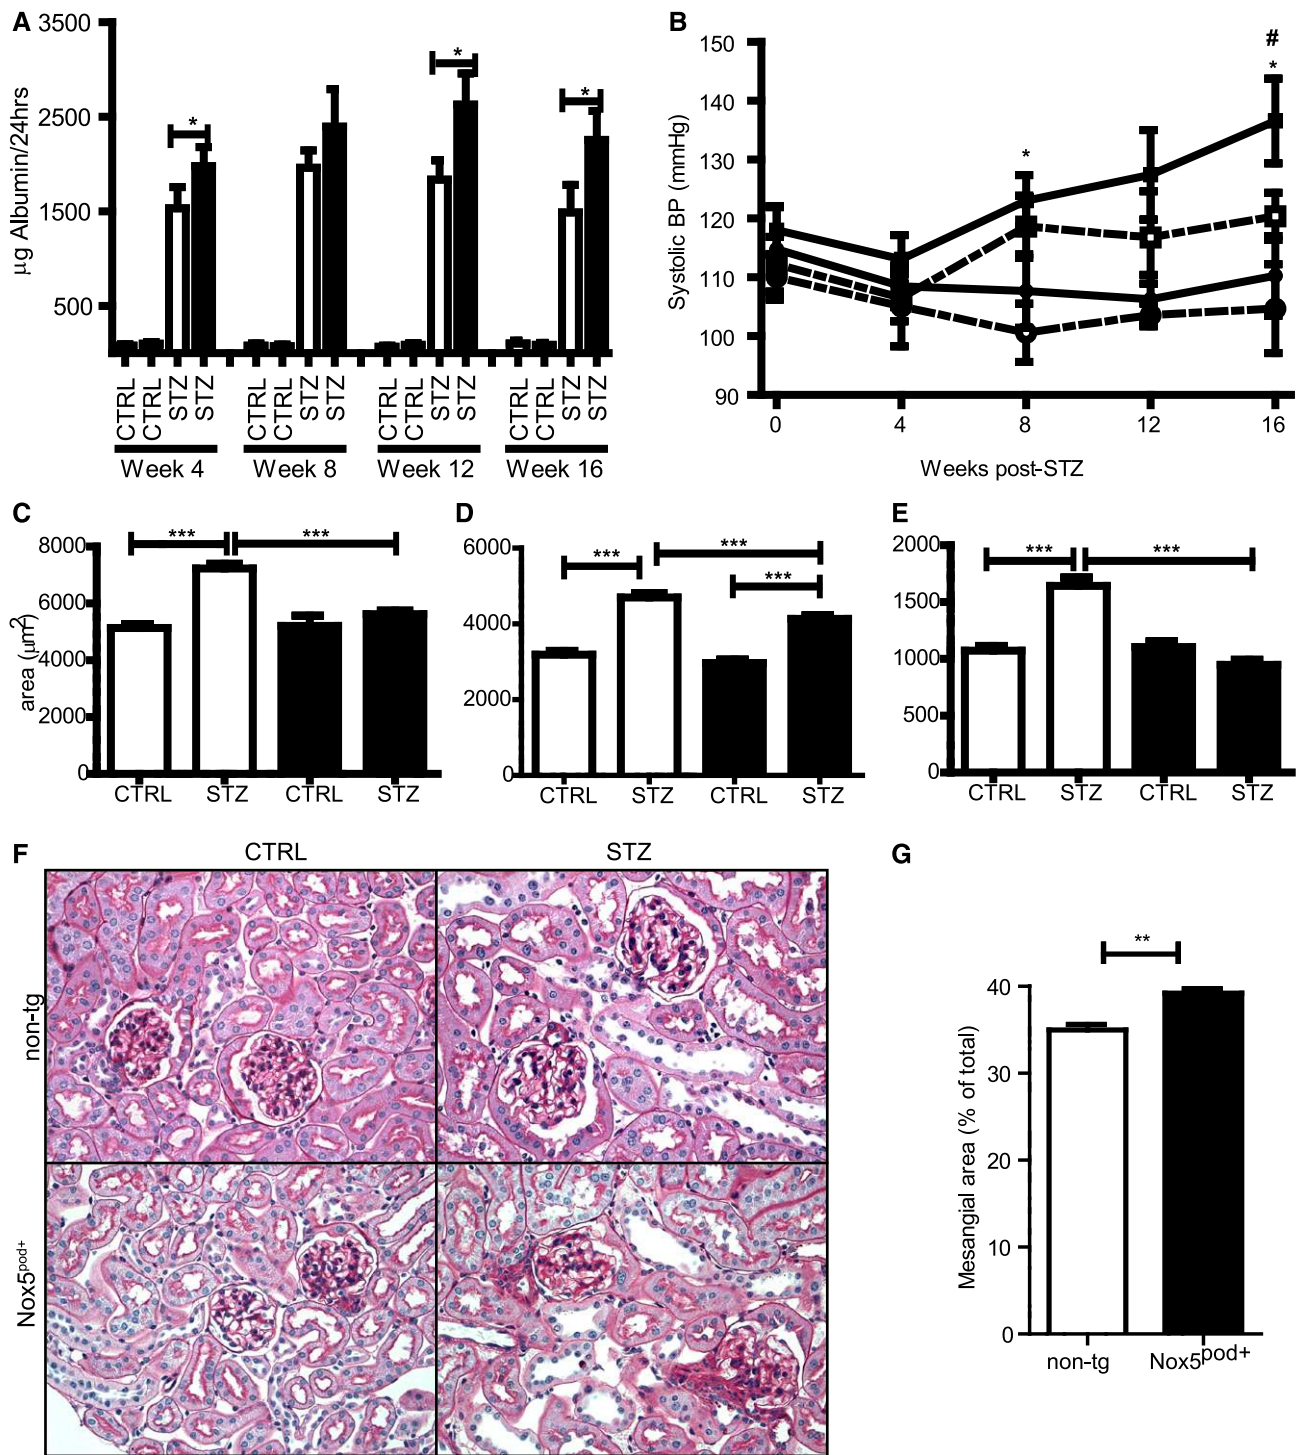 A
3500
2500
1500
500
µg Albumin/24hrs
*
*
*
CTRL
CTRL
STZ
STZ
CTRL
CTRL
STZ
STZ
CTRL
CTRL
STZ
STZ
CTRL
CTRL
STZ
STZ
Week 4
Week 8
Week 12
Week 16
B
150
140
130
120
110
100
90
Systolic BP (mmHg)
*
#
*
0 4 8 12 16
Weeks post-STZ
C
8000
6000
4000
2000
0
area (µm²)
*** ***
CTRL STZ CTRL STZ
D
6000
4000
2000
0
***
***
***
CTRL STZ CTRL STZ
E
2000
1500
1000
500
0
*** ***
CTRL STZ CTRL STZ
F
CTRL STZ
non-tg
Nox5pod+
G
**
40
30
20
10
0
Mesangial area (% of total)
non-tg Nox5pod+